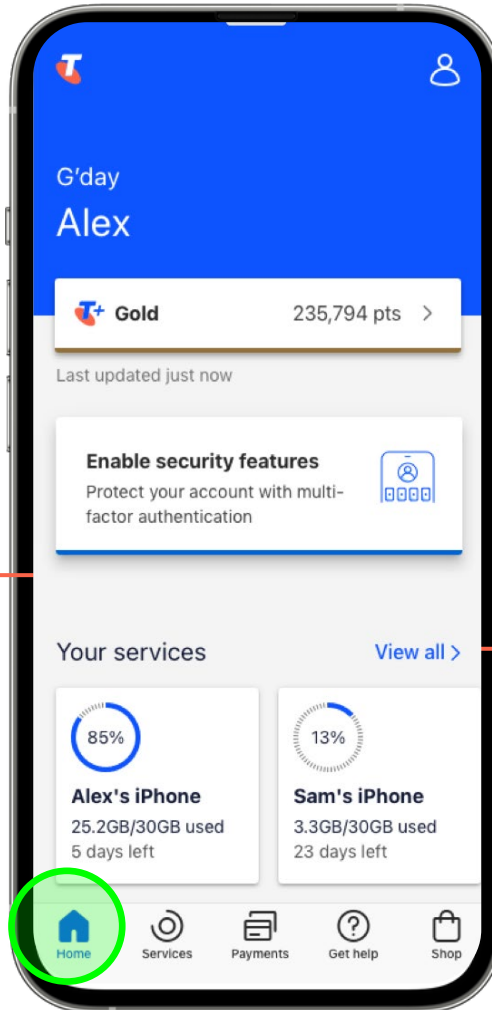 G'day
Alex
T+ Gold 235,794 pts >
Last updated just now
Enable security features
Protect your account with multi-
factor authentication
Your services View all >
85% 13%
Alex's iPhone Sam's iPhone
25.2GB/30GB used 3.3GB/30GB used
5 days left 23 days left
Home Services Payments Get help Shop